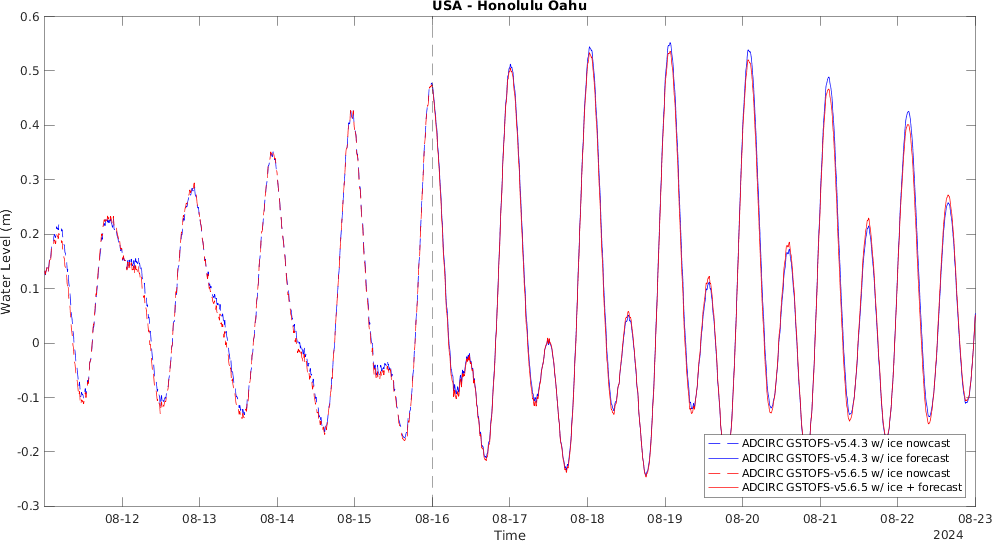 USA - Honolulu Oahu
0.6
0.5
0.4
0.3
0.2
0.1
0
-0.1
-0.2
-0.3
Water Level (m)
ADCIRC GSTOFS-v5.4.3 w/ ice nowcast
ADCIRC GSTOFS-v5.4.3 w/ ice forecast
ADCIRC GSTOFS-v5.6.5 w/ ice nowcast
ADCIRC GSTOFS-v5.6.5 w/ ice + forecast
08-12 08-13 08-14 08-15 08-16 08-17 08-18 08-19 08-20 08-21 08-22 08-23
Time
2024